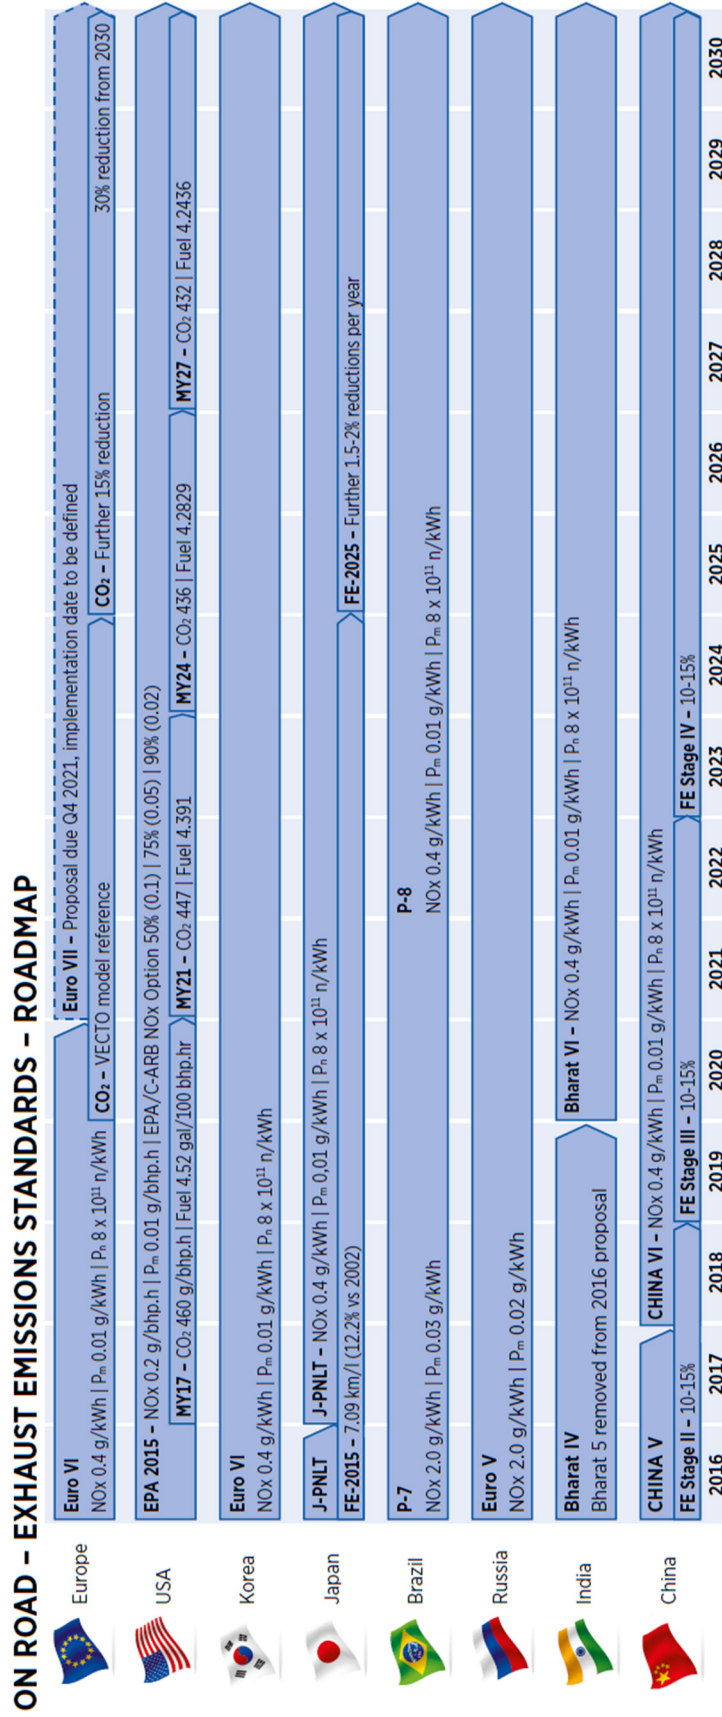 ON ROAD – EXHAUST EMISSIONS STANDARDS – ROADMAP
Europe
Euro VI
NOx 0.4 g/kWh | Pm 0.01 g/kWh | Pn 8 x 10¹¹ n/kWh
Euro VII – Proposal due Q4 2021, implementation date to be defined
CO₂ – VECTO model reference
CO₂ – Further 15% reduction
30% reduction from 2030
USA
EPA 2015 – NOx 0.2 g/bhp.h | Pm 0.01 g/bhp.h | EPA/C-ARB NOx Option 50% (0.1) | 75% (0.05) | 90% (0.02)
MY17 – CO₂ 460 g/bhp.h | Fuel 4.52 gal/100 bhp.hr
MY21 – CO₂ 447 | Fuel 4.391
MY24 – CO₂ 436 | Fuel 4.2829
MY27 – CO₂ 432 | Fuel 4.2436
Korea
Euro VI
NOx 0.4 g/kWh | Pm 0.01 g/kWh | Pn 8 x 10¹¹ n/kWh
Japan
J-PNLT
J-PNLT – NOx 0.4 g/kWh | Pm 0,01 g/kWh | Pn 8 x 10¹¹ n/kWh
FE-2015 – 7.09 km/l (12.2% vs 2002)
FE-2025 – Further 1.5-2% reductions per year
Brazil
P-7
NOx 2.0 g/kWh | Pm 0.03 g/kWh
P-8
NOx 0.4 g/kWh | Pm 0.01 g/kWh | Pm 8 x 10¹¹ n/kWh
Russia
Euro V
NOx 2.0 g/kWh | Pm 0.02 g/kWh
India
Bharat IV
Bharat 5 removed from 2016 proposal
Bharat VI – NOx 0.4 g/kWh | Pm 0.01 g/kWh | Pn 8 x 10¹¹ n/kWh
China
CHINA V
CHINA VI – NOx 0.4 g/kWh | Pm 0.01 g/kWh | Pn 8 x 10¹¹ n/kWh
FE Stage II – 10-15%
FE Stage III – 10-15%
FE Stage IV – 10-15%
2016 2017 2018 2019 2020 2021 2022 2023 2024 2025 2026 2027 2028 2029 2030